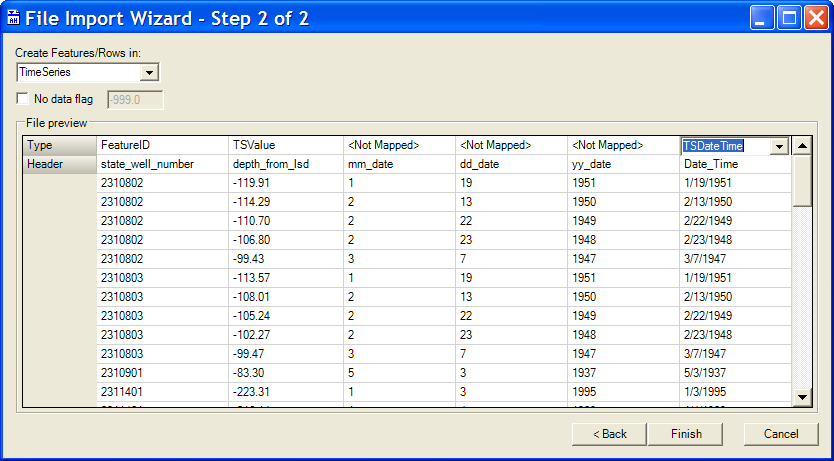 File Import Wizard - Step 2 of 2
Create Features/Rows in:
TimeSeries
No data flag -999.0
File preview
Type FeatureID TSValue <Not Mapped> <Not Mapped> <Not Mapped> TSDateTime
Header state_well_number depth_from_lsd mm_date dd_date yy_date Date_Time
2310802 -119.91 1 19 1951 1/19/1951
2310802 -114.29 2 13 1950 2/13/1950
2310802 -110.70 2 22 1949 2/22/1949
2310802 -106.80 2 23 1948 2/23/1948
2310802 -99.43 3 7 1947 3/7/1947
2310803 -113.57 1 19 1951 1/19/1951
2310803 -108.01 2 13 1950 2/13/1950
2310803 -105.24 2 22 1949 2/22/1949
2310803 -102.27 2 23 1948 2/23/1948
2310803 -99.47 3 7 1947 3/7/1947
2310901 -83.30 5 3 1937 5/3/1937
2311401 -223.31 1 3 1995 1/3/1995
< Back Finish Cancel